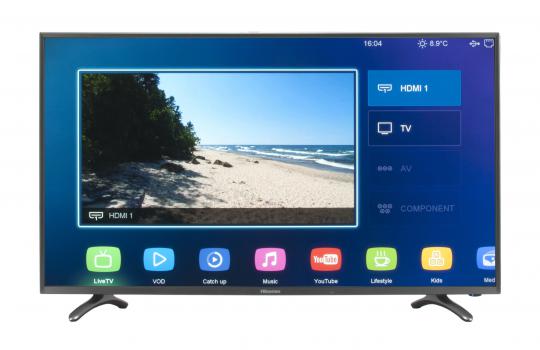 16:04 8.9°C
HDMI 1
TV
AV
COMPONENT
HDMI 1
LiveTV VOD Catch up Music YouTube Lifestyle Kids Med
Hisense